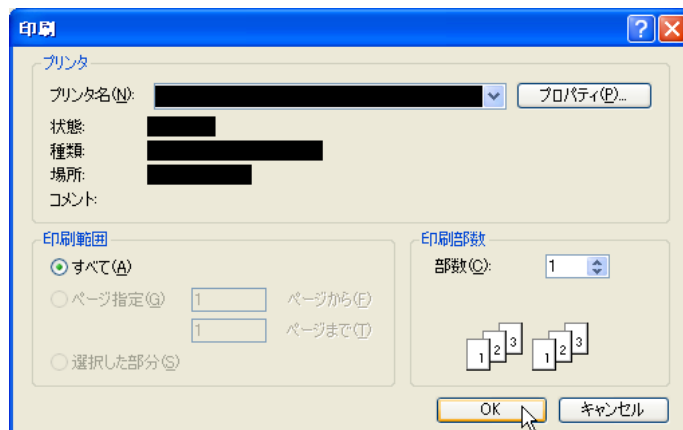 印刷
プリンタ
プリンタ名(N):
プロパティ(P)...
状態:
種類:
場所:
コメント:
印刷範囲
すべて(A)
ページ指定(G) 1 ページから(F)
1 ページまで(T)
選択した部分(S)
印刷部数
部数(C): 1
1 2 3 1 2 3
OK キャンセル